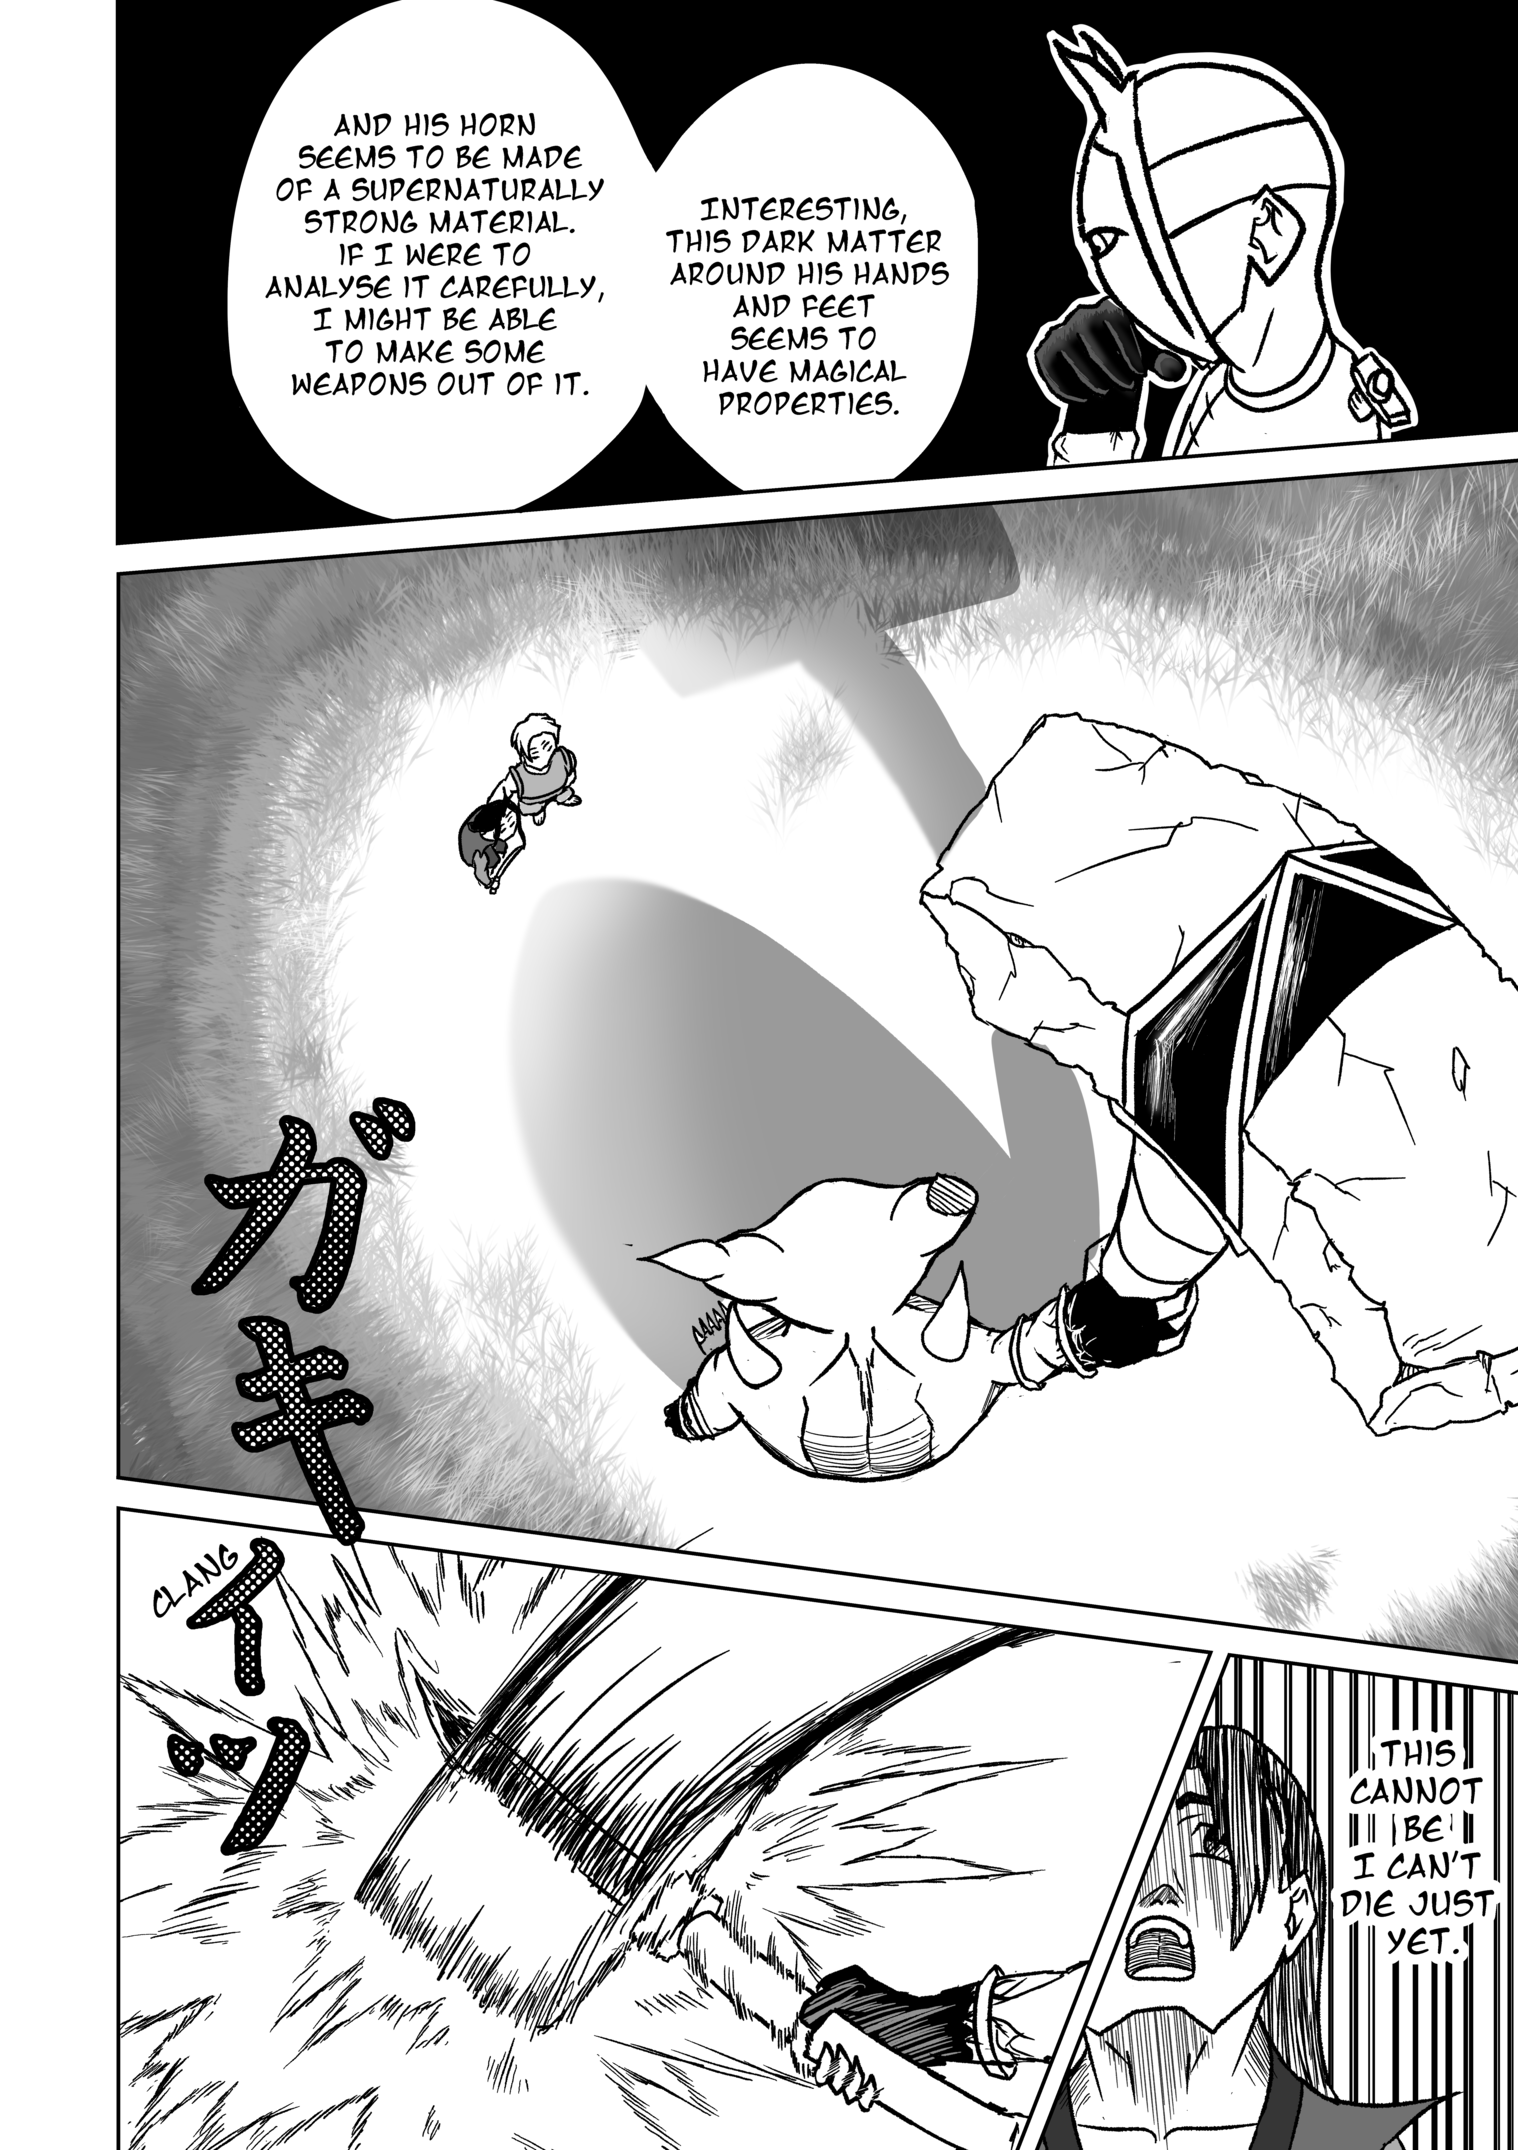 INTERESTING,
THIS DARK MATTER
AROUND HIS HANDS
AND FEET
SEEMS TO
HAVE MAGICAL
PROPERTIES.
AND HIS HORN
SEEMS TO BE MADE
OF A SUPERNATURALLY
STRONG MATERIAL.
IF I WERE TO
ANALYSE IT CAREFULLY,
I MIGHT BE ABLE
TO MAKE SOME
WEAPONS OUT OF IT.
THIS
CANNOT
BE
I CAN'T
DIE JUST
YET.
ガキイッ
CLANG